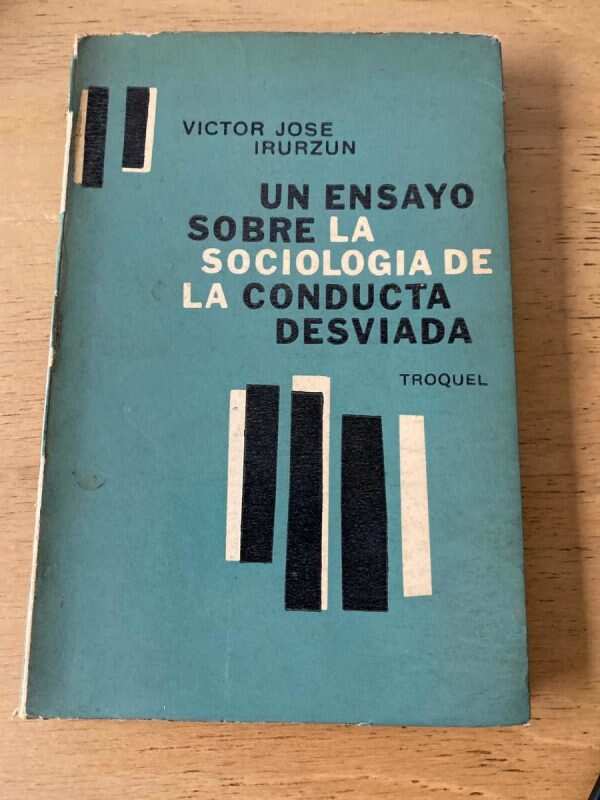 VICTOR JOSE
IRURZUN
UN ENSAYO
SOBRE LA
SOCIOLOGIA DE
LA CONDUCTA
DESVIADA
TROQUEL